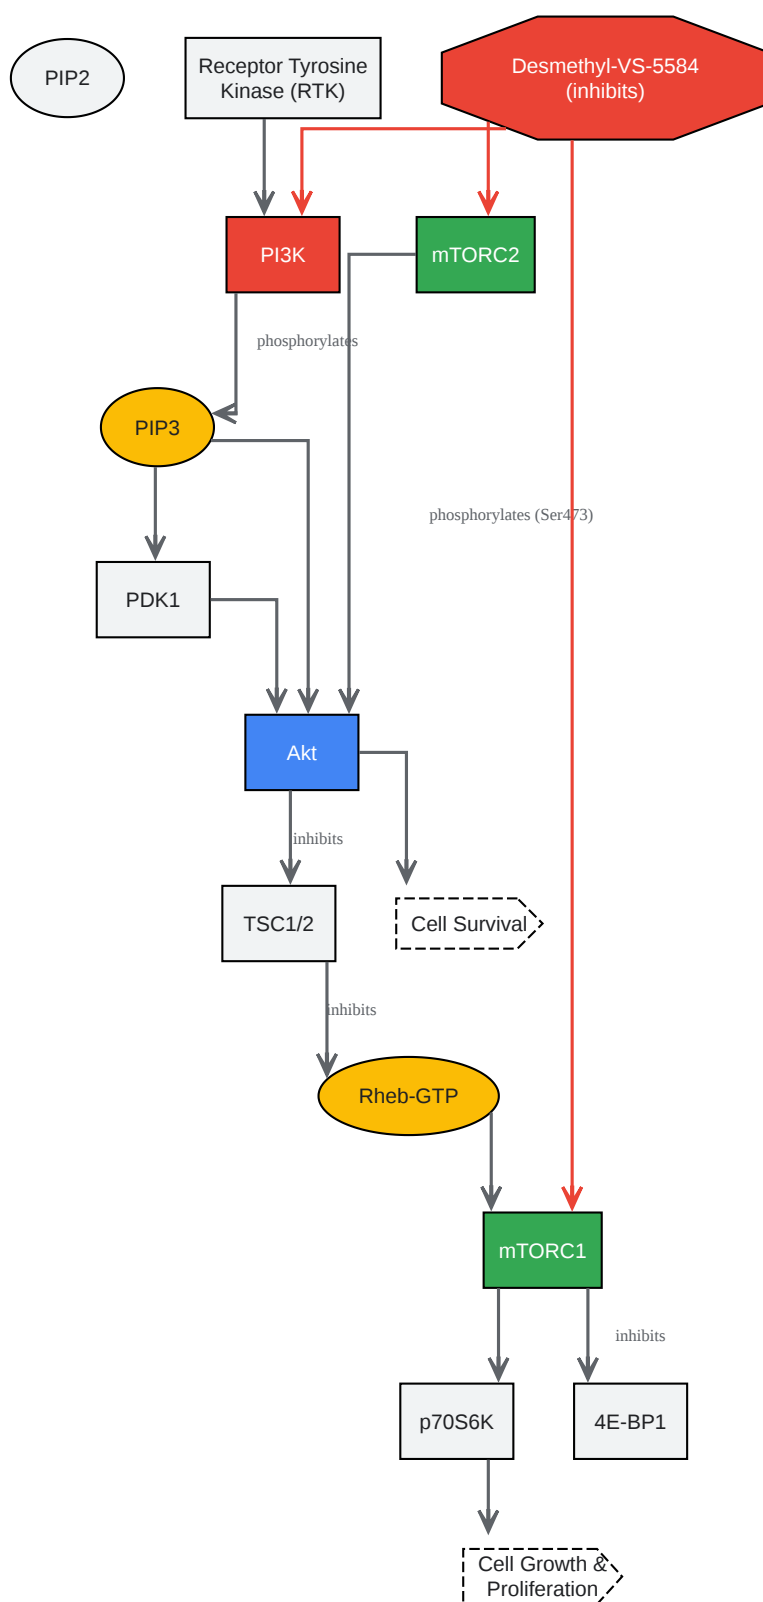 PIP2
Receptor Tyrosine
Kinase (RTK)
Desmethyl-VS-5584
(inhibits)
PI3K
mTORC2
phosphorylates
PIP3
phosphorylates (Ser473)
PDK1
Akt
inhibits
TSC1/2
Cell Survival
inhibits
Rheb-GTP
mTORC1
inhibits
p70S6K
4E-BP1
Cell Growth &
Proliferation